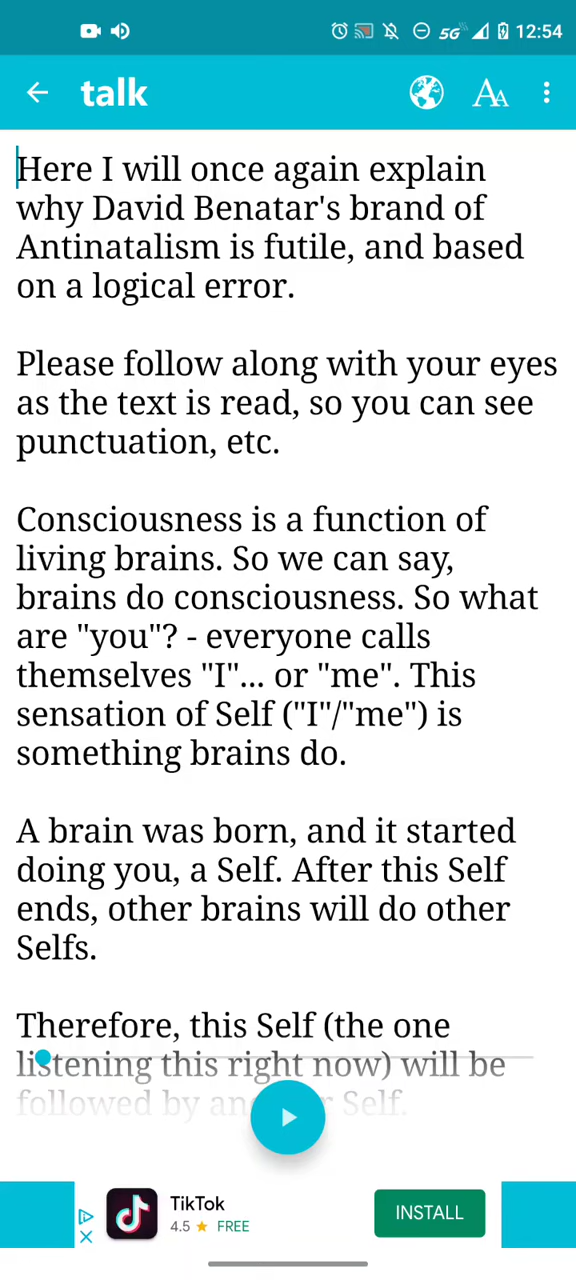 5G 12:54
talk AA
Here I will once again explain
why David Benatar's brand of
Antinatalism is futile, and based
on a logical error.
Please follow along with your eyes
as the text is read, so you can see
punctuation, etc.
Consciousness is a function of
living brains. So we can say,
brains do consciousness. So what
are "you"? - everyone calls
themselves "I"... or "me". This
sensation of Self ("I"/"me") is
something brains do.
A brain was born, and it started
doing you, a Self. After this Self
ends, other brains will do other
Selfs.
Therefore, this Self (the one
listening this right now) will be
followed by Self.
TikTok
4.5 ★ FREE
INSTALL